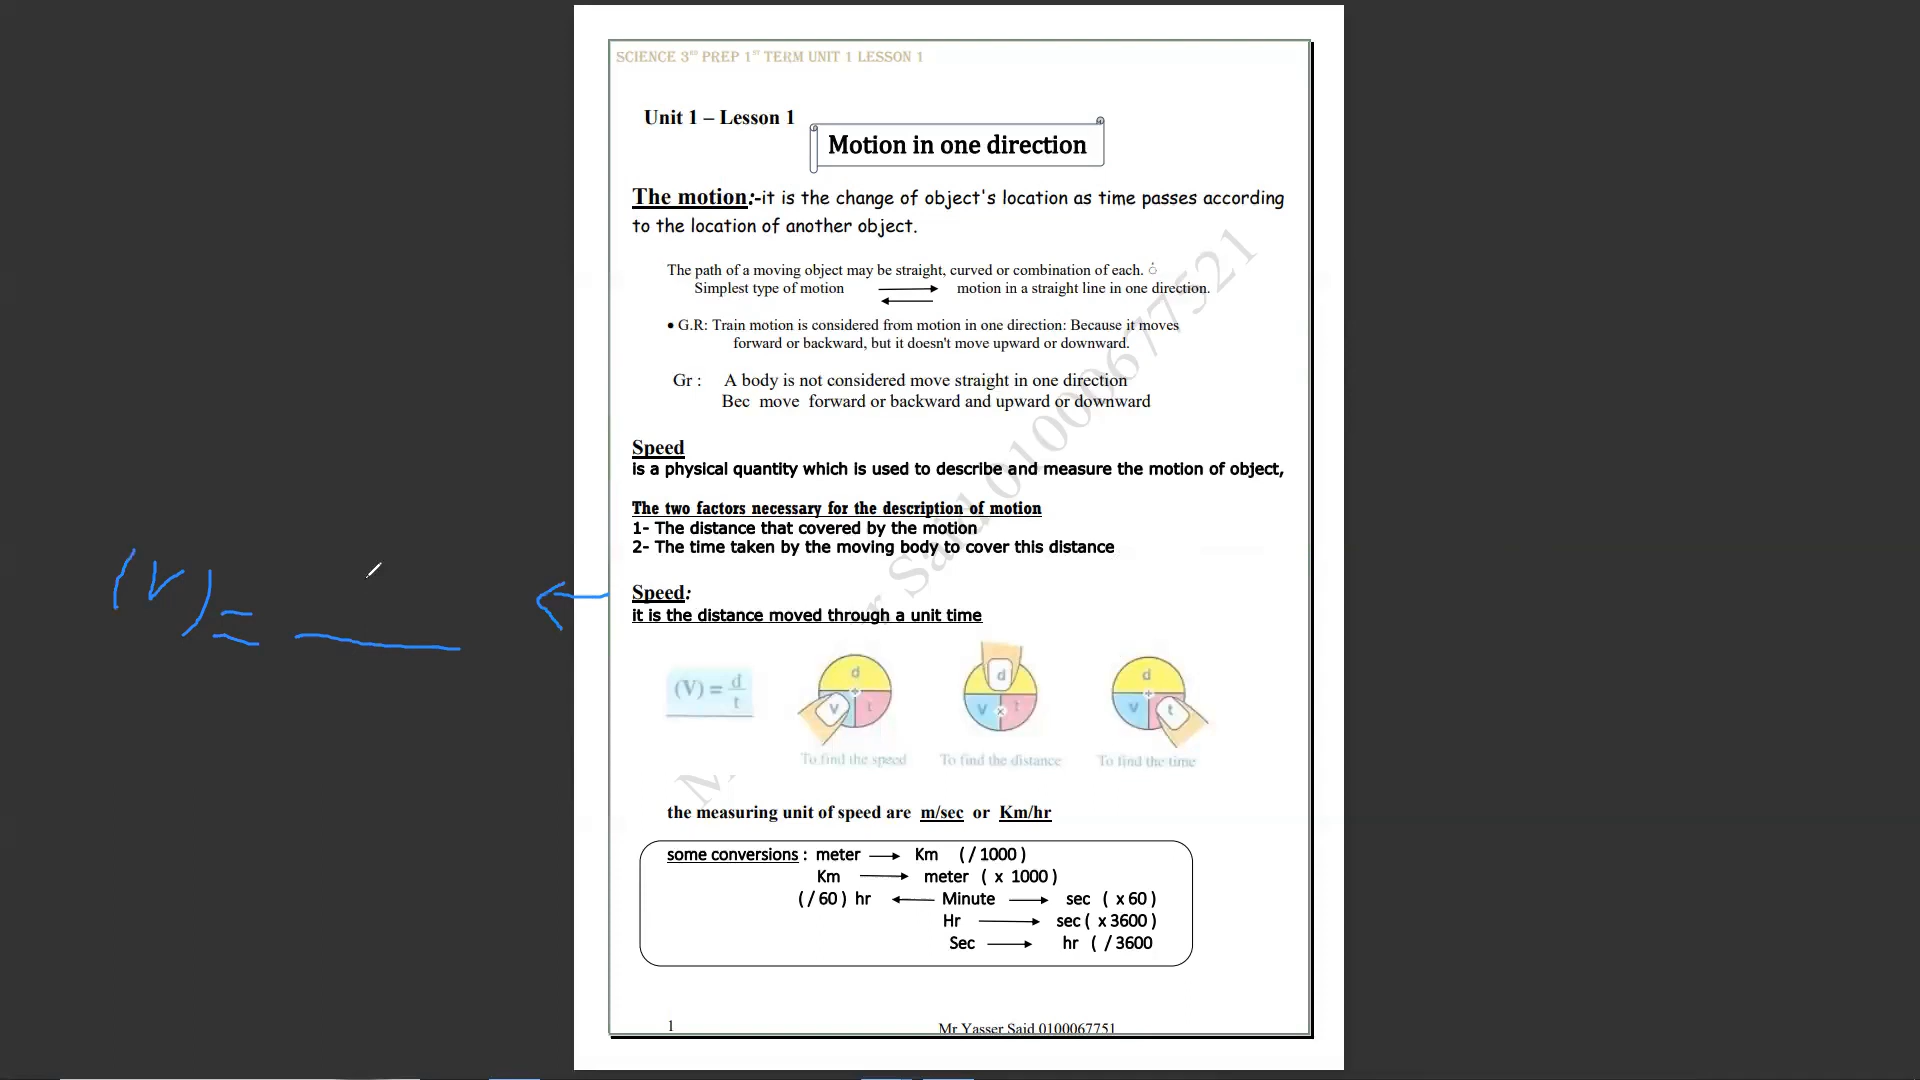 SCIENCE 3RD PREP 1ST TERM UNIT 1 LESSON 1
Unit 1 – Lesson 1
Motion in one direction
The motion:-it is the change of object's location as time passes according
to the location of another object.
The path of a moving object may be straight, curved or combination of each.
Simplest type of motion motion in a straight line in one direction.
• G.R: Train motion is considered from motion in one direction: Because it moves
forward or backward, but it doesn't move upward or downward.
Gr : A body is not considered move straight in one direction
Bec move forward or backward and upward or downward
Speed
is a physical quantity which is used to describe and measure the motion of object,
The two factors necessary for the description of motion
1- The distance that covered by the motion
2- The time taken by the moving body to cover this distance
(V) =
Speed:
it is the distance moved through a unit time
(V) = d/t
d
v
t
d
v x t
d
v
t
To find the speed To find the distance To find the time
the measuring unit of speed are m/sec or Km/hr
some conversions : meter → Km ( / 1000 )
Km → meter ( x 1000 )
( / 60 ) hr ← Minute → sec ( x 60 )
Hr → sec ( x 3600 )
Sec → hr ( / 3600
1
Mr Yasser Said 0100067751